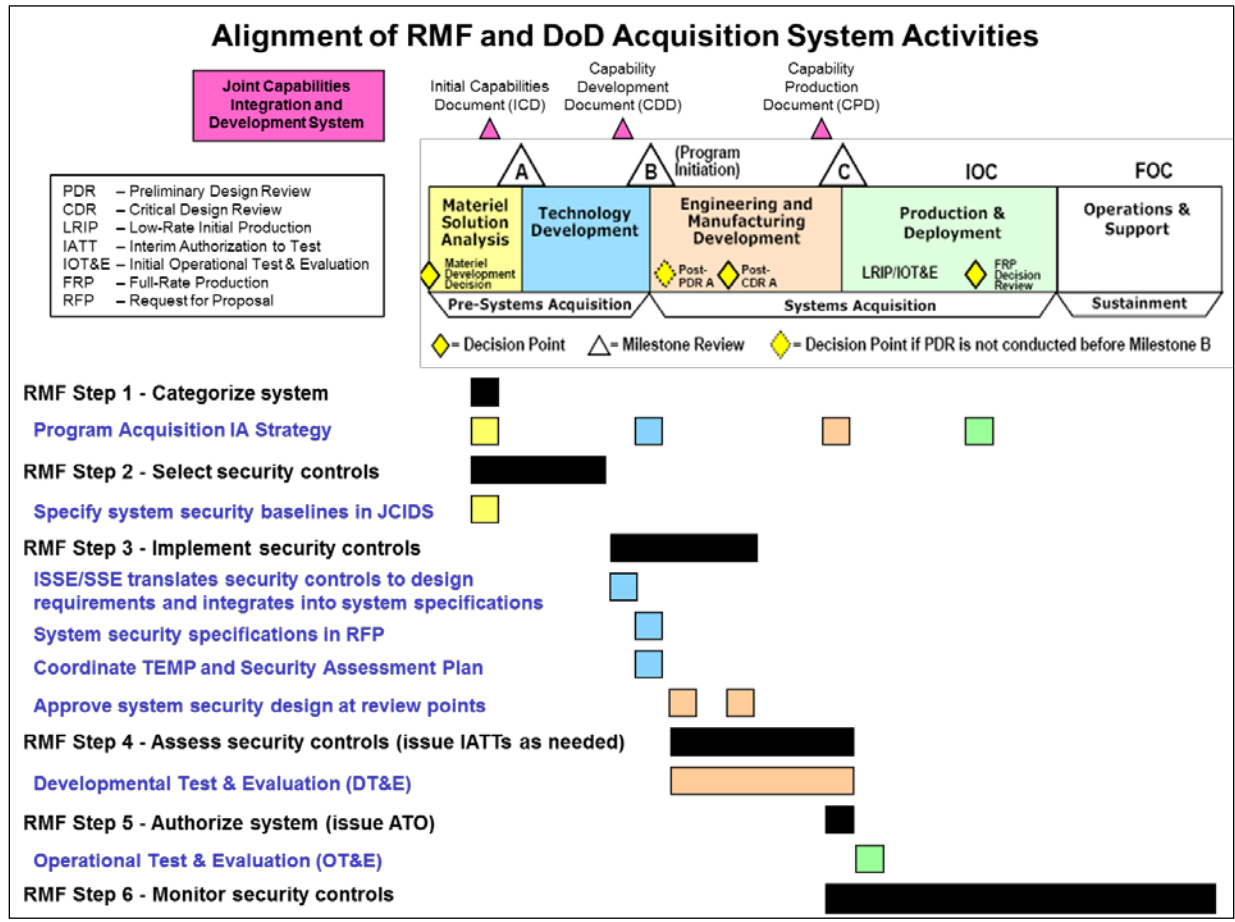 Alignment of RMF and DoD Acquisition System Activities
Joint Capabilities
Integration and
Development System
Initial Capabilities
Document (ICD)
Capability
Development
Document (CDD)
Capability
Production
Document (CPD)
PDR – Preliminary Design Review
CDR – Critical Design Review
LRIP – Low-Rate Initial Production
IATT – Interim Authorization to Test
IOT&E – Initial Operational Test & Evaluation
FRP – Full-Rate Production
RFP – Request for Proposal
A
B
(Program
Initiation)
C
IOC
FOC
Materiel
Solution
Analysis
Materiel
Development
Decision
Technology
Development
Engineering and
Manufacturing
Development
Post-
PDR A
Post-
CDR A
Production &
Deployment
LRIP/IOT&E
FRP
Decision
Review
Operations &
Support
Pre-Systems Acquisition
Systems Acquisition
Sustainment
= Decision Point
= Milestone Review
= Decision Point if PDR is not conducted before Milestone B
RMF Step 1 - Categorize system
Program Acquisition IA Strategy
RMF Step 2 - Select security controls
Specify system security baselines in JCIDS
RMF Step 3 - Implement security controls
ISSE/SSE translates security controls to design
requirements and integrates into system specifications
System security specifications in RFP
Coordinate TEMP and Security Assessment Plan
Approve system security design at review points
RMF Step 4 - Assess security controls (issue IATTs as needed)
Developmental Test & Evaluation (DT&E)
RMF Step 5 - Authorize system (issue ATO)
Operational Test & Evaluation (OT&E)
RMF Step 6 - Monitor security controls